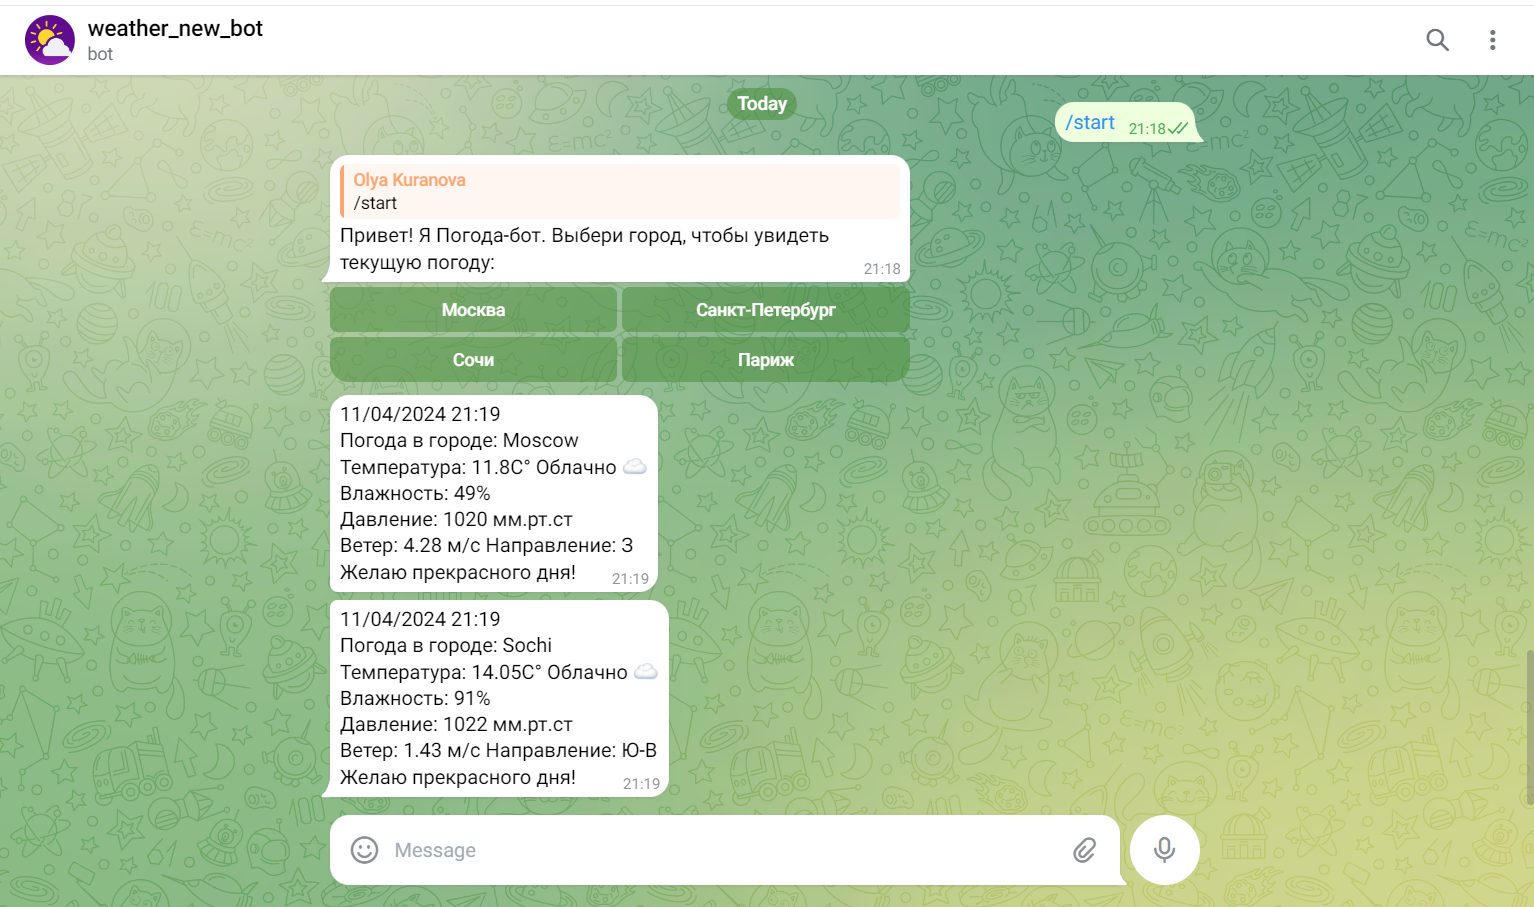 weather_new_bot
bot
Today
/start 21:18
Olya Kuranova
/start
Привет! Я Погода-бот. Выбери город, чтобы увидеть
текущую погоду:
21:18
Москва
Санкт-Петербург
Сочи
Париж
11/04/2024 21:19
Погода в городе: Moscow
Температура: 11.8C° Облачно ☁️
Влажность: 49%
Давление: 1020 мм.рт.ст
Ветер: 4.28 м/с Направление: З
Желаю прекрасного дня!
21:19
11/04/2024 21:19
Погода в городе: Sochi
Температура: 14.05C° Облачно ☁️
Влажность: 91%
Давление: 1022 мм.рт.ст
Ветер: 1.43 м/с Направление: Ю-В
Желаю прекрасного дня!
21:19
Message